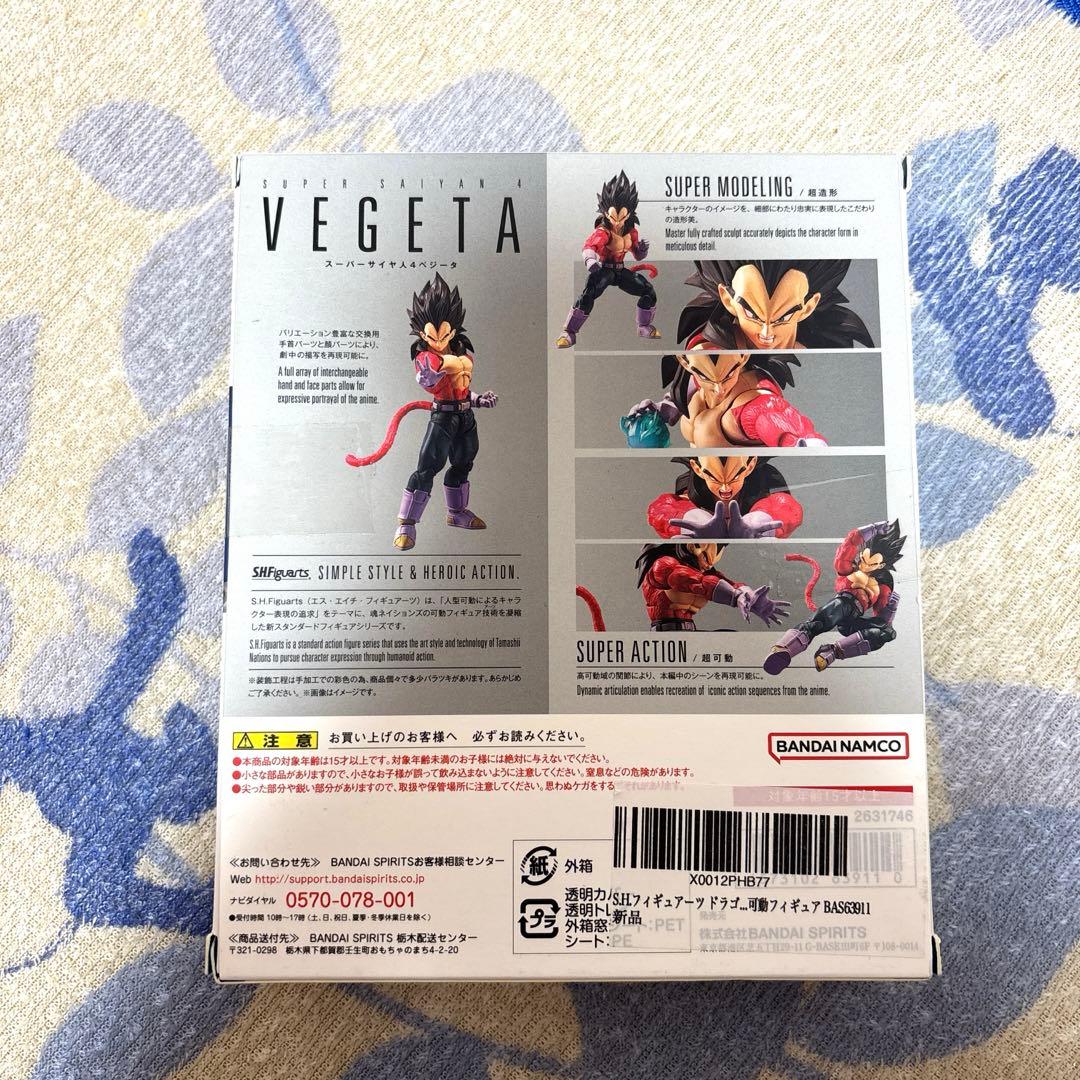 SUPER SAIYAN 4
VEGETA
スーパーサイヤ人4ベジータ
バリエーション豊富な交換用
手首パーツと顔パーツにより、
劇中の描写を再現可能に。
A full array of interchangeable
hand and face parts allow for
expressive portrayal of the anime.
S.H.Figuarts SIMPLE STYLE & HEROIC ACTION.
S.H.Figuarts（エス・エイチ・フィギュアーツ）は、「人型可動によるキャラ
クター表現の追求」をテーマに、魂ネイションズの可動フィギュア技術を凝縮
した新スタンダードフィギュアシリーズです。
S.H.Figuarts is a standard action figure series that uses the art style and technology of Tamashii
Nations to pursue character expression through humanoid action.
※装飾工程は手加工での彩色の為、商品個々で多少バラツキがあります。あらかじめ
ご了承ください。※画像はイメージです。
SUPER MODELING / 超造形
キャラクターのイメージを、細部にわたり忠実に表現したこだわり
の造形美。
Master fully crafted sculpt accurately depicts the character form in
meticulous detail.
SUPER ACTION / 超可動
高可動域の関節により、本編中のシーンを再現可能に。
Dynamic articulation enables recreation of iconic action sequences from the anime.
注意 お買い上げのお客様へ 必ずお読みください。
●本商品の対象年齢は15才以上です。対象年齢未満のお子様には絶対に与えないでください。
●小さな部品がありますので、小さなお子様が誤って飲み込まないように注意してください。窒息などの危険があります。
●尖った部分や鋭い部分がありますので、取扱や保管場所に注意してください。思わぬケガをするおそれがあります。
BANDAI NAMCO
対象年齢15才以上
2631746
≪お問い合わせ先≫ BANDAI SPIRITSお客様相談センター
Web http://support.bandaispirits.co.jp
ナビダイヤル 0570-078-001
●受付時間 10時〜17時（土、日、祝日、夏季・冬季休業日を除く）
≪商品送付先≫ BANDAI SPIRITS 栃木配送センター
〒321-0298 栃木県下都賀郡壬生町おもちゃのまち4-2-20
紙 外箱
プラ
透明カ
透明トレ
外箱窓:PET
シート:PE
X0012PHB77
S.H.フィギュアーツ ドラゴ...可動フィギュア BAS63911
新品
発売元
株式会社BANDAI SPIRITS